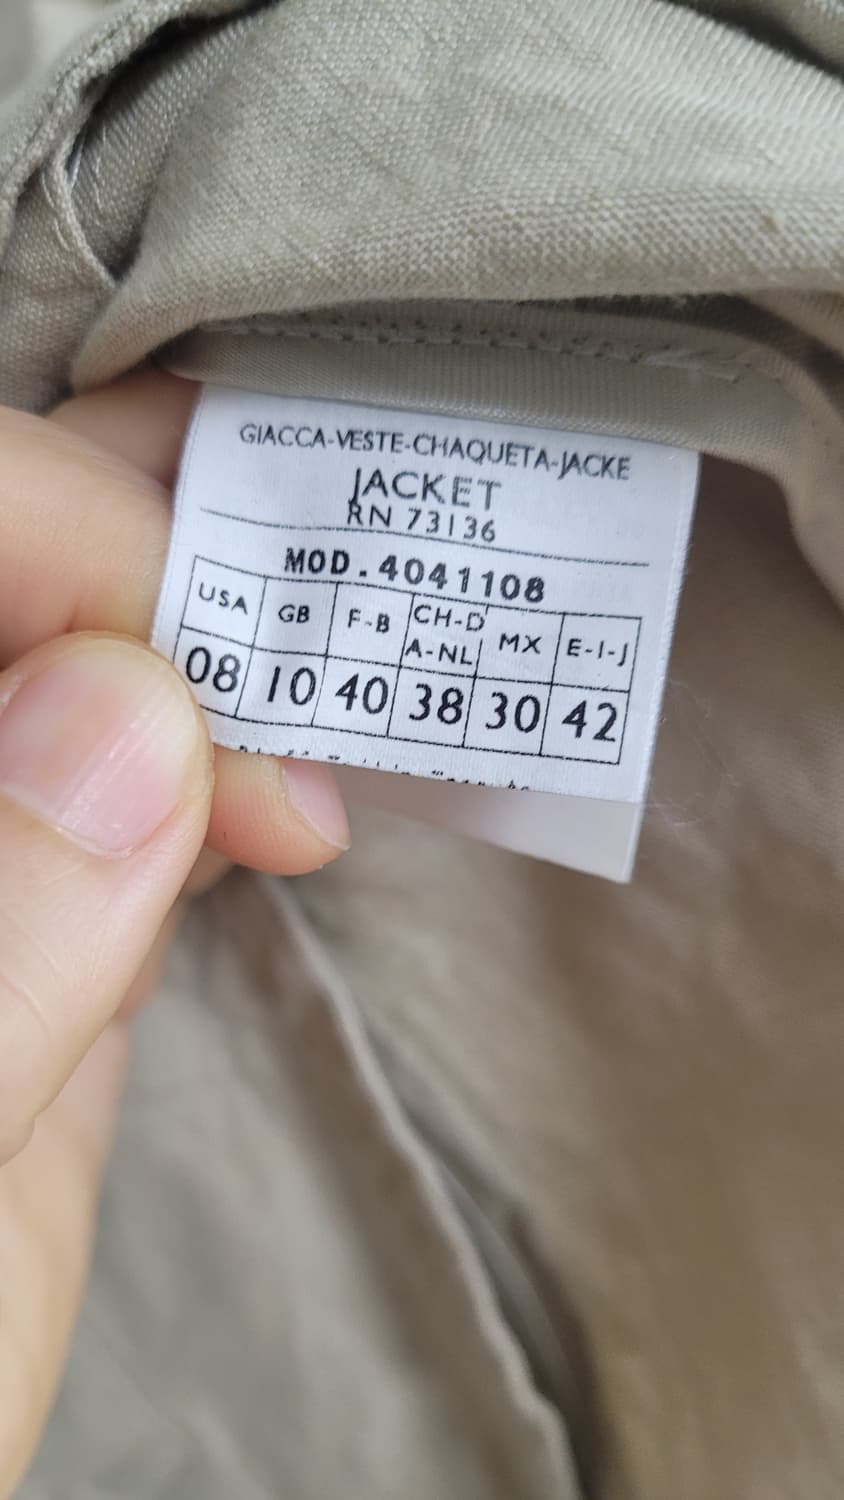 GIACCA-VESTE-CHAQUETA-JACKE
JACKET
RN 73136
MOD.4041108
USA GB F-B CH-D A-NL MX E-I-J
08 10 40 38 30 42